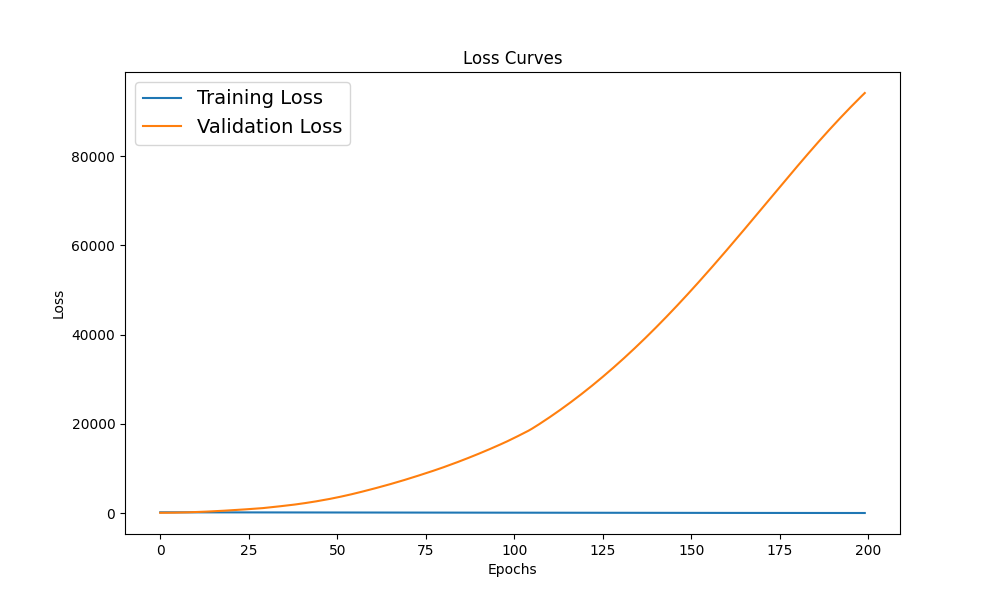 Loss Curves
Training Loss
Validation Loss
80000
60000
40000
20000
0
Loss
0 25 50 75 100 125 150 175 200
Epochs